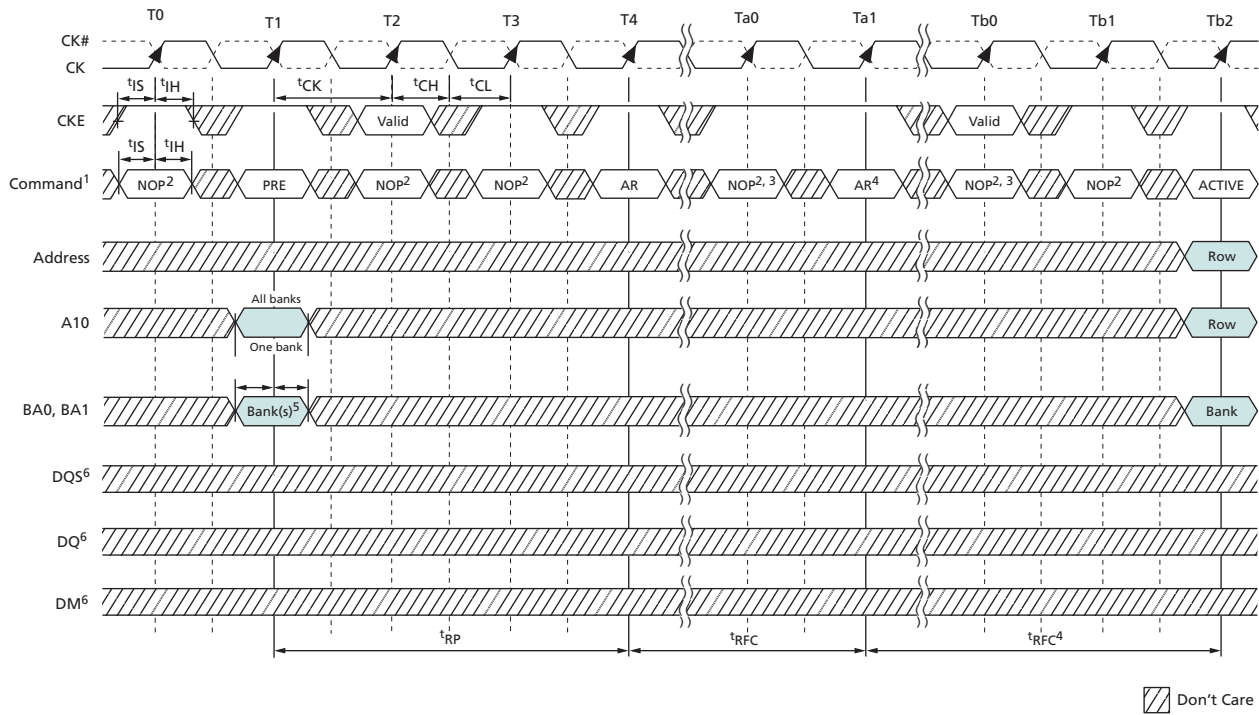 T0 T1 T2 T3 T4 Ta0 Ta1 Tb0 Tb1 Tb2
CK#
CK
tIS tIH tCK tCH tCL
CKE Valid Valid
tIS tIH
Command1 NOP2 PRE NOP2 NOP2 AR NOP2, 3 AR4 NOP2, 3 NOP2 ACTIVE
Address Row
All banks
A10 Row
One bank
BA0, BA1 Bank(s)5 Bank
DQS6
DQ6
DM6
tRP tRFC tRFC4
Don't Care